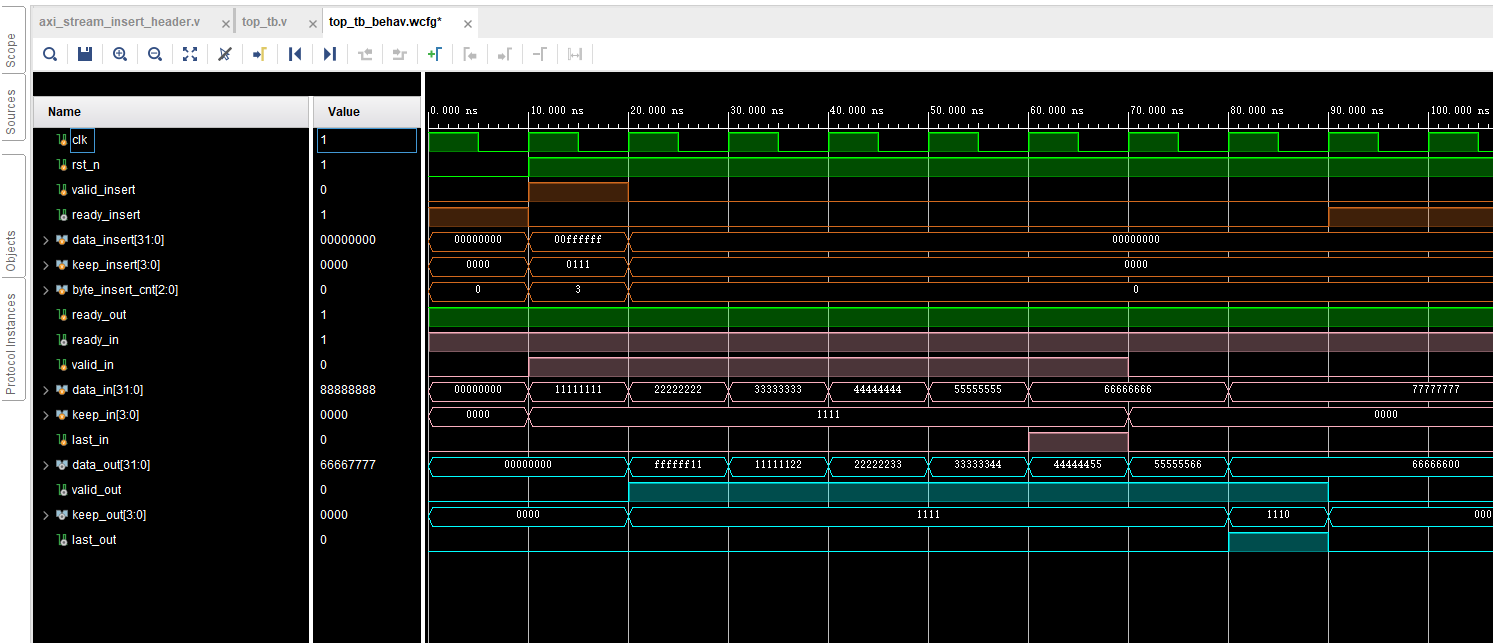 axi_stream_insert_header.v × top_tb.v × top_tb_behav.wcfg* ×
Scope
Sources
Objects
Protocol Instances
Name Value 0.000 ns 10.000 ns 20.000 ns 30.000 ns 40.000 ns 50.000 ns 60.000 ns 70.000 ns 80.000 ns 90.000 ns 100.000 ns
clk 1
rst_n 1
valid_insert 0
ready_insert 1
data_insert[31:0] 00000000 00000000 00ffffff 00000000
keep_insert[3:0] 0000 0000 0111 0000
byte_insert_cnt[2:0] 0 0 3 0
ready_out 1
ready_in 1
valid_in 0
data_in[31:0] 88888888 00000000 11111111 22222222 33333333 44444444 55555555 66666666 77777777
keep_in[3:0] 0000 0000 1111 0000
last_in 0
data_out[31:0] 66667777 00000000 ffffff11 11111122 22222233 33333344 44444455 55555566 66666600
valid_out 0
keep_out[3:0] 0000 0000 1111 1110 000
last_out 0